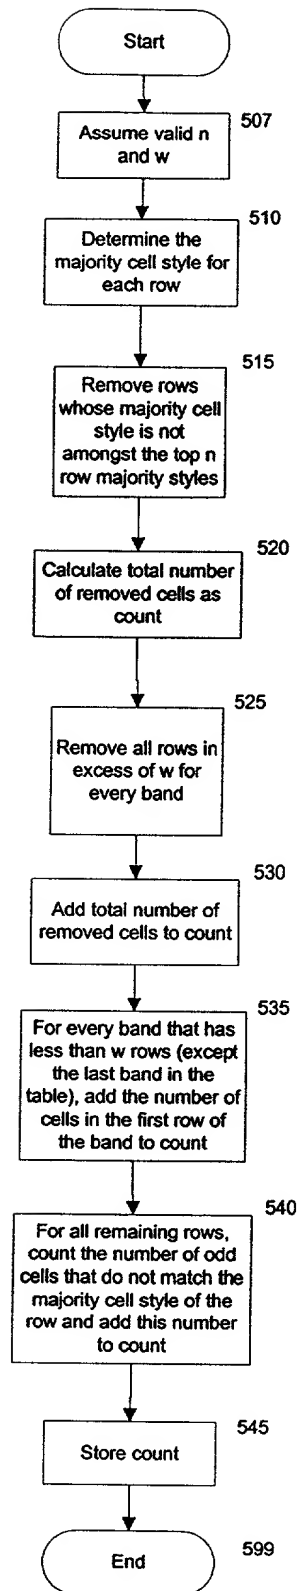 Start
507
Assume valid n
and w
510
Determine the
majority cell style for
each row
515
Remove rows
whose majority cell
style is not
amongst the top n
row majority styles
520
Calculate total number
of removed cells as
count
525
Remove all rows in
excess of w for
every band
530
Add total number of
removed cells to count
535
For every band that has
less than w rows (except
the last band in the
table), add the number of
cells in the first row of
the band to count
540
For all remaining rows,
count the number of odd
cells that do not match the
majority cell style of the
row and add this number
to count
545
Store count
599
End